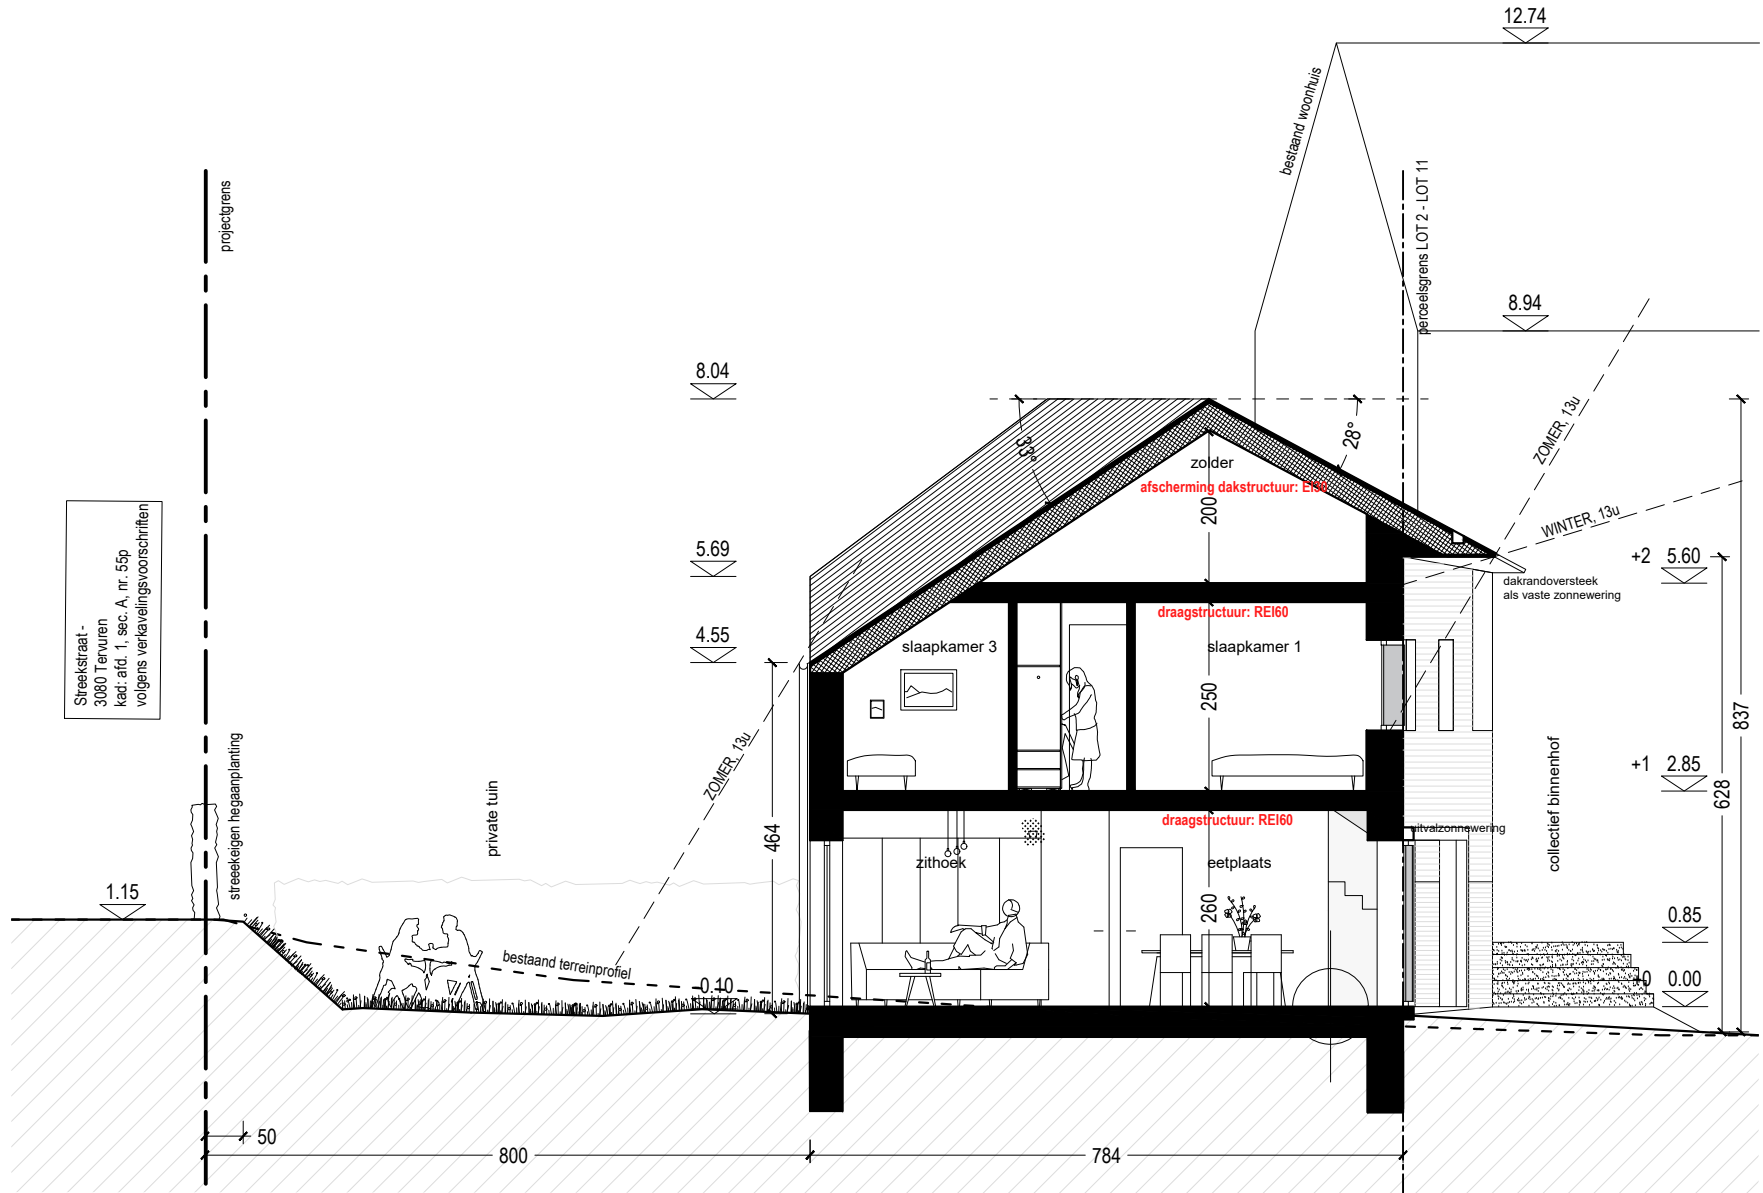 12.74
bestaand woonhuis
projectgrens
perceelsgrens LOT 2 - LOT 11
8.94
8.04
33°
28°
ZOMER, 13u
zolder
afscherming dakstructuur: EI30
200
WINTER, 13u
Streekstraat -
3080 Tervuren
kad: afd. 1, sec. A, nr. 55p
volgens verkavelingsvoorschriften
5.69
+2 5.60
dakrandoversteek
als vaste zonnewering
draagstructuur: REI60
4.55
slaapkamer 3
slaapkamer 1
250
837
ZOMER, 13u
+1 2.85
628
streeekeigen hegaanplanting
private tuin
464
draagstructuur: REI60
uitvalzonnewering
collectief binnenhof
zithoek
eetplaats
1.15
260
0.85
bestaand terreinprofiel
0.10
+0 0.00
50
800
784